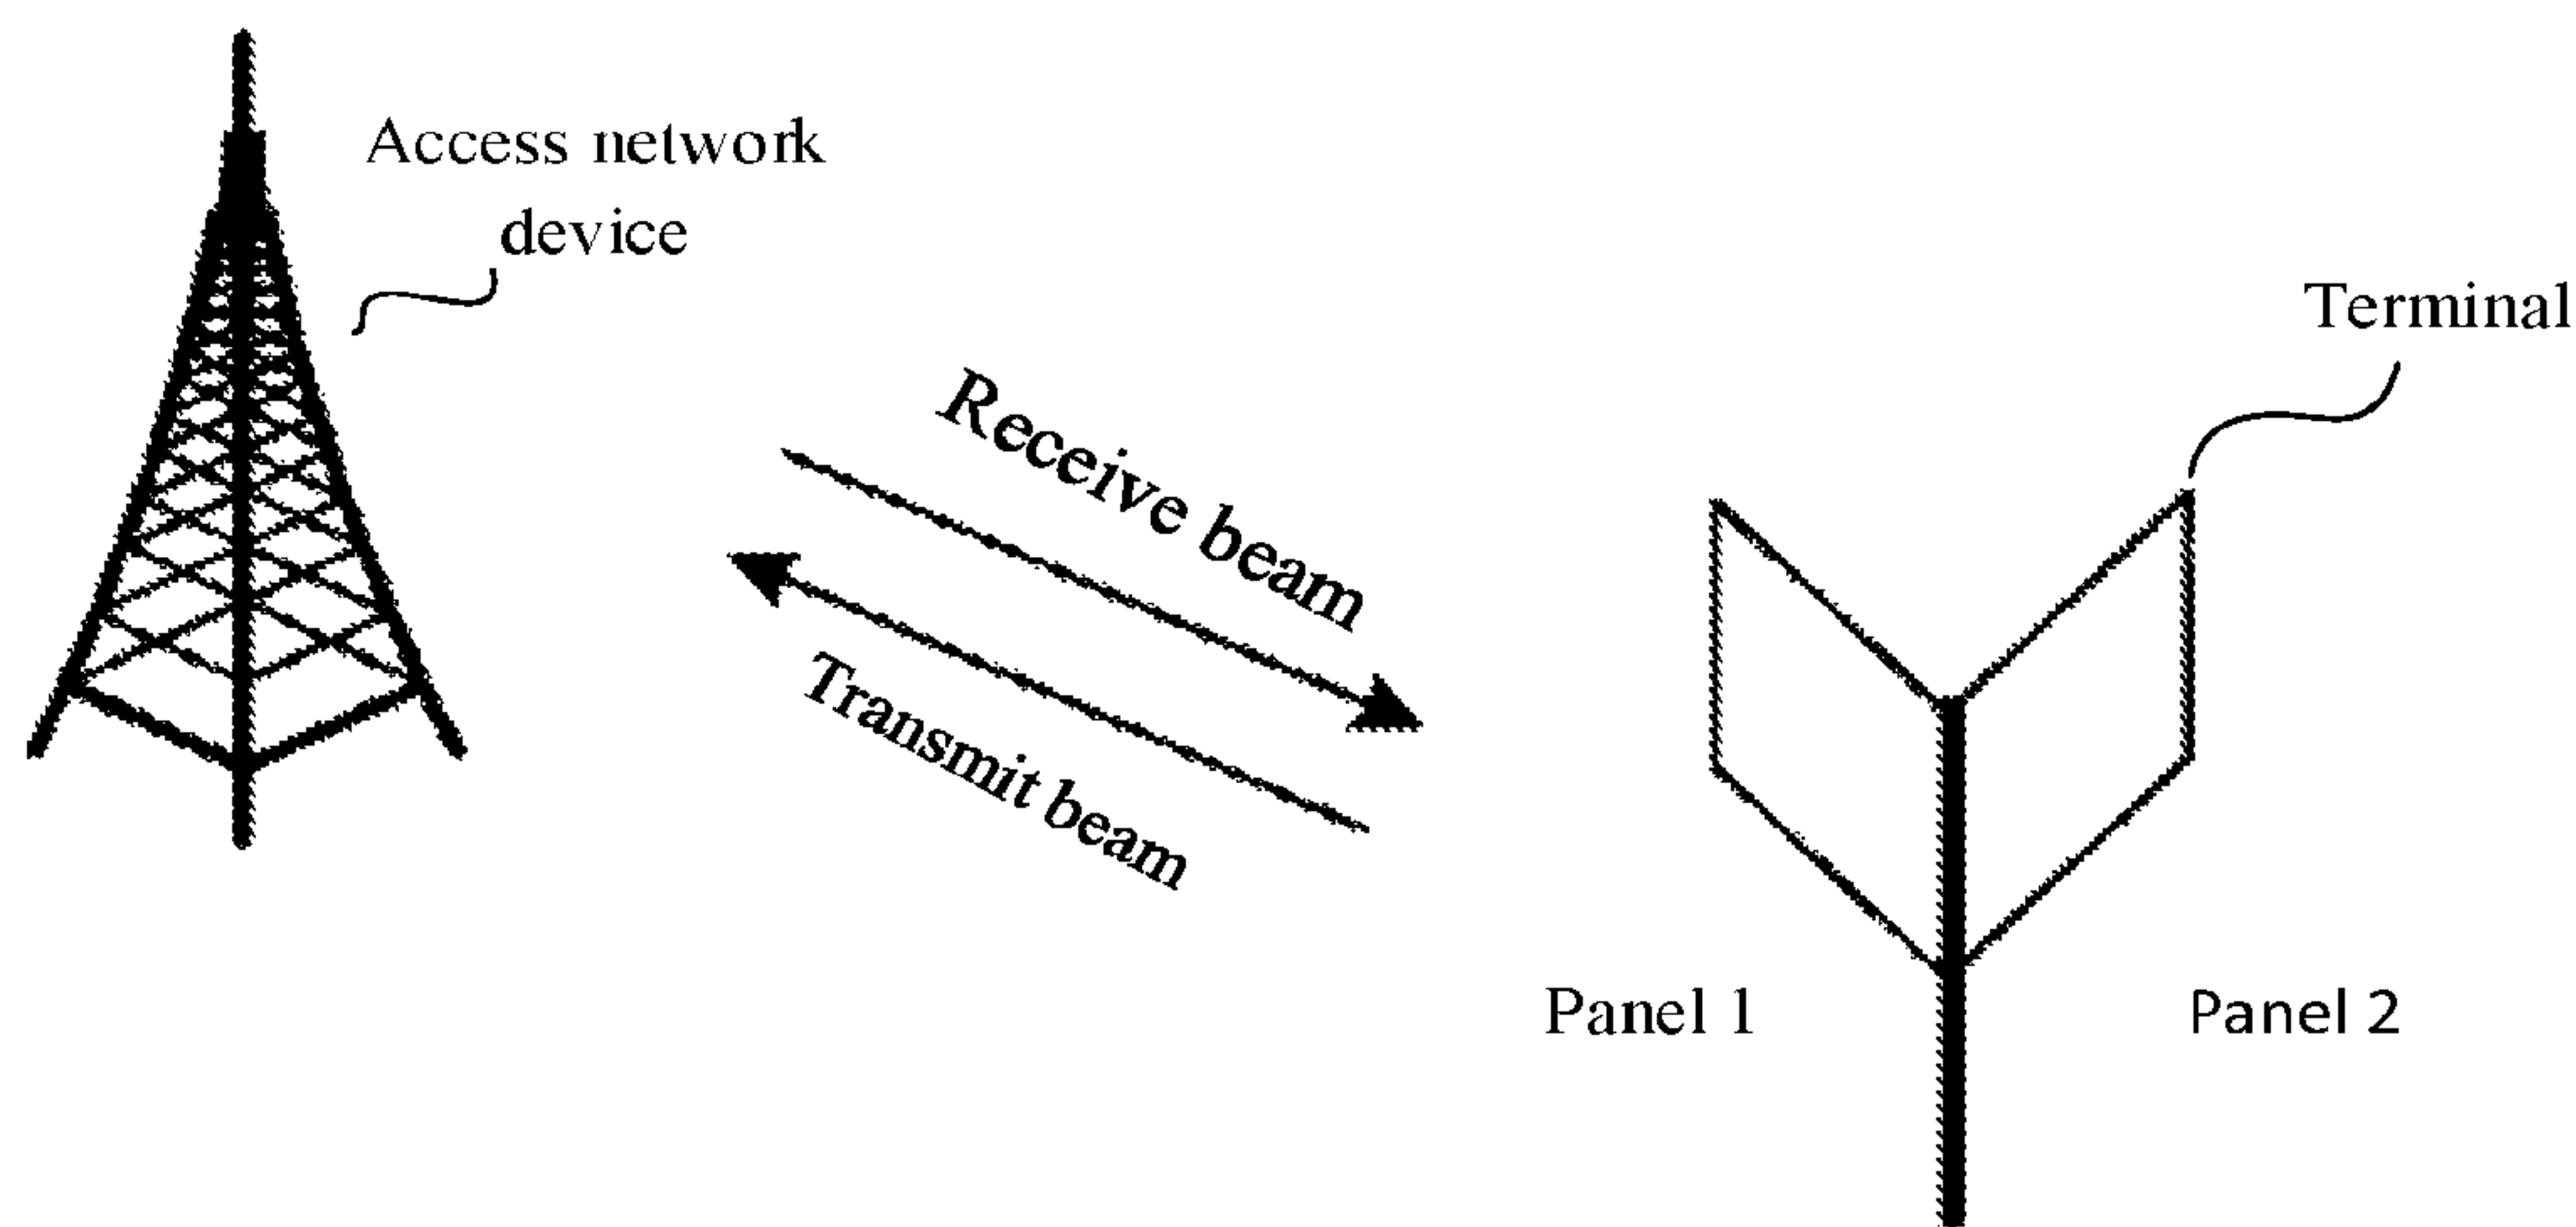 Access network
device
Terminal
Receive beam
Transmit beam
Panel 1
Panel 2